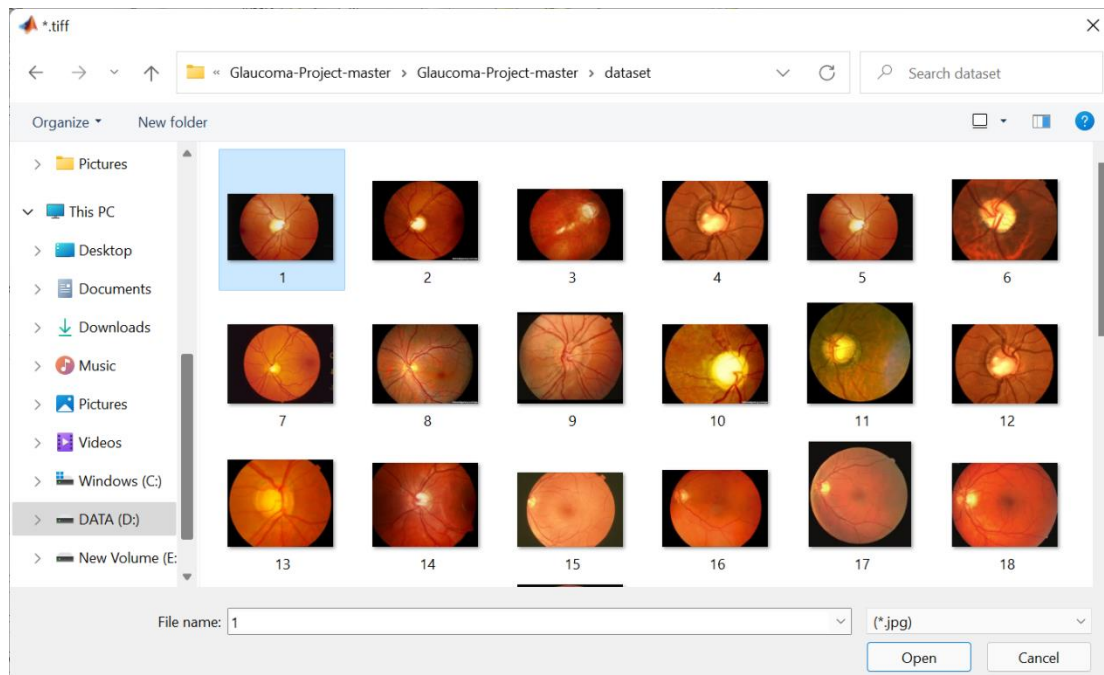 *.tiff
« Glaucoma-Project-master > Glaucoma-Project-master > dataset
Search dataset
Organize
New folder
Pictures
This PC
Desktop
Documents
Downloads
Music
Pictures
Videos
Windows (C:)
DATA (D:)
New Volume (E:
1 2 3 4 5 6
7 8 9 10 11 12
13 14 15 16 17 18
File name: 1
(*.jpg)
Open Cancel